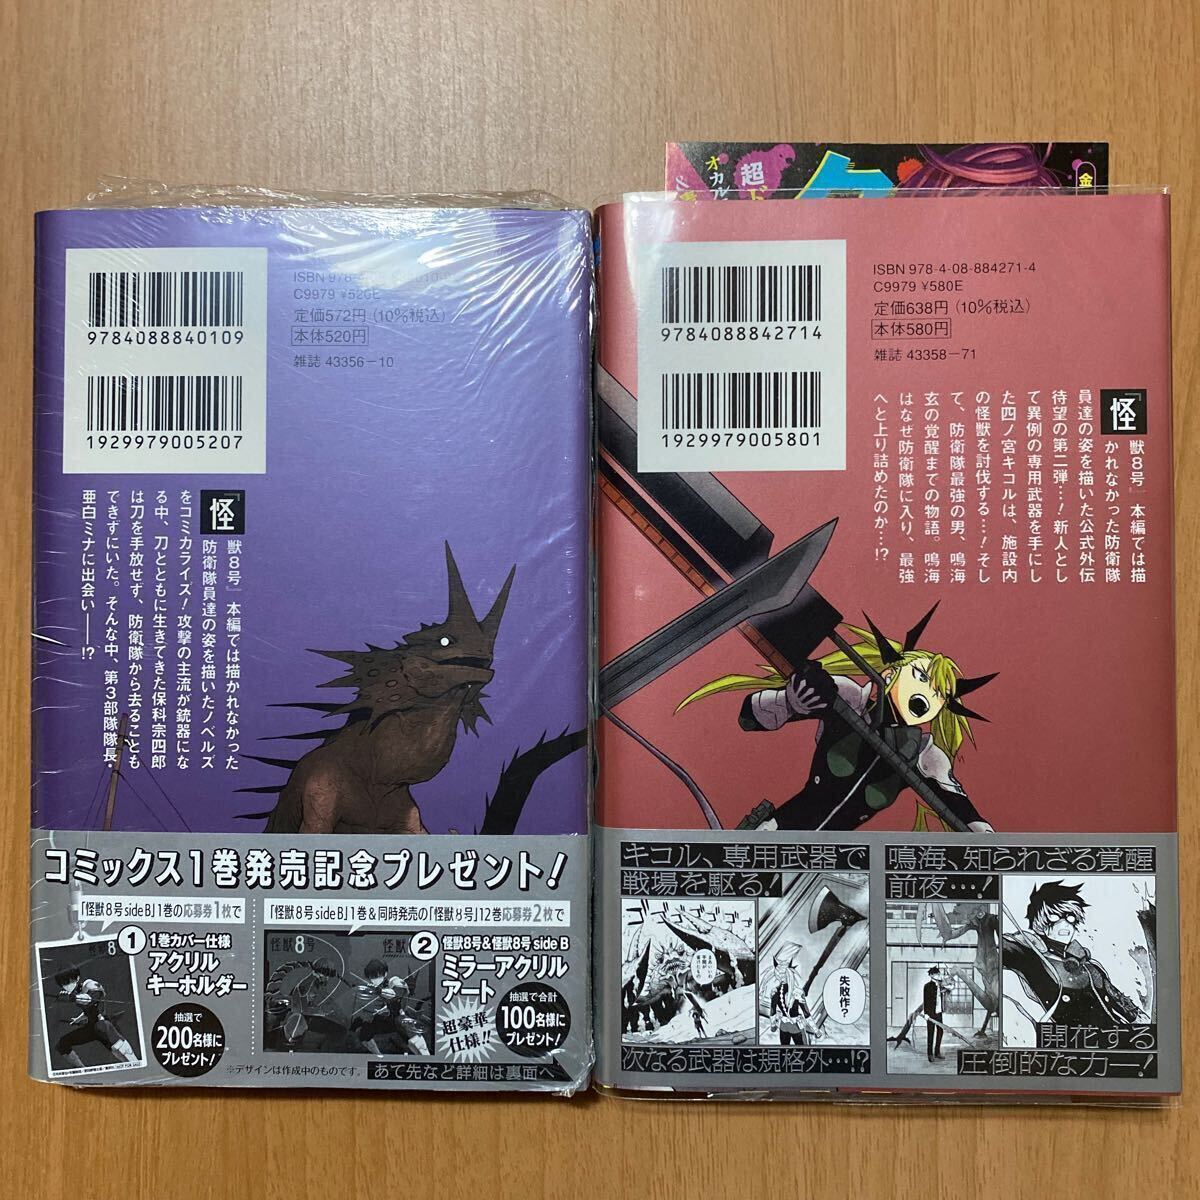 9784088840109
1929979005207
C9979 ¥520E
定価572円(10%税込)
本体520円
雑誌 43356-10
『怪
獣8号』本編では描かれなかった
防衛隊員達の姿を描いたノベルズ
をコミカライズ!攻撃の主流が銃器にな
る中、刀とともに生きてきた保科宗四郎
は刀を手放せず、防衛隊から去ることも
できずにいた。そんな中、第3部隊隊長・
亜白ミナに出会い――!?
コミックス1巻発売記念プレゼント!
「怪獣8号 side B」1巻の応募券1枚で
1
1巻カバー仕様
アクリル
キーホルダー
抽選で
200名様に
プレゼント!
「怪獣8号 side B」1巻&同時発売の「怪獣8号」12巻応募券2枚で
怪獣8号
2
怪獣8号&怪獣8号 side B
ミラーアクリル
アート
超豪華
仕様!!
抽選で合計
100名様に
プレゼント!
※デザインは作成中のものです。
あて先など詳細は裏面へ
超ド
オカル
金
9784088842714
1929979005801
ISBN 978-4-08-884271-4
C9979 ¥580E
定価638円(10%税込)
本体580円
雑誌 43358-71
『怪
獣8号』本編では描
かれなかった防衛隊
員達の姿を描いた公式外伝
待望の第二弾…!新人とし
て異例の専用武器を手にし
た四ノ宮キコルは、施設内
の怪獣を討伐する…!そし
て、防衛隊最強の男、鳴海
玄の覚醒までの物語。鳴海
はなぜ防衛隊に入り、最強
へと上り詰めたのか…!?
キコル、専用武器で
戦場を駆る!
失敗作?
次なる武器は規格外…!?
鳴海、知られざる覚醒
前夜…!
開花する
圧倒的な力―!